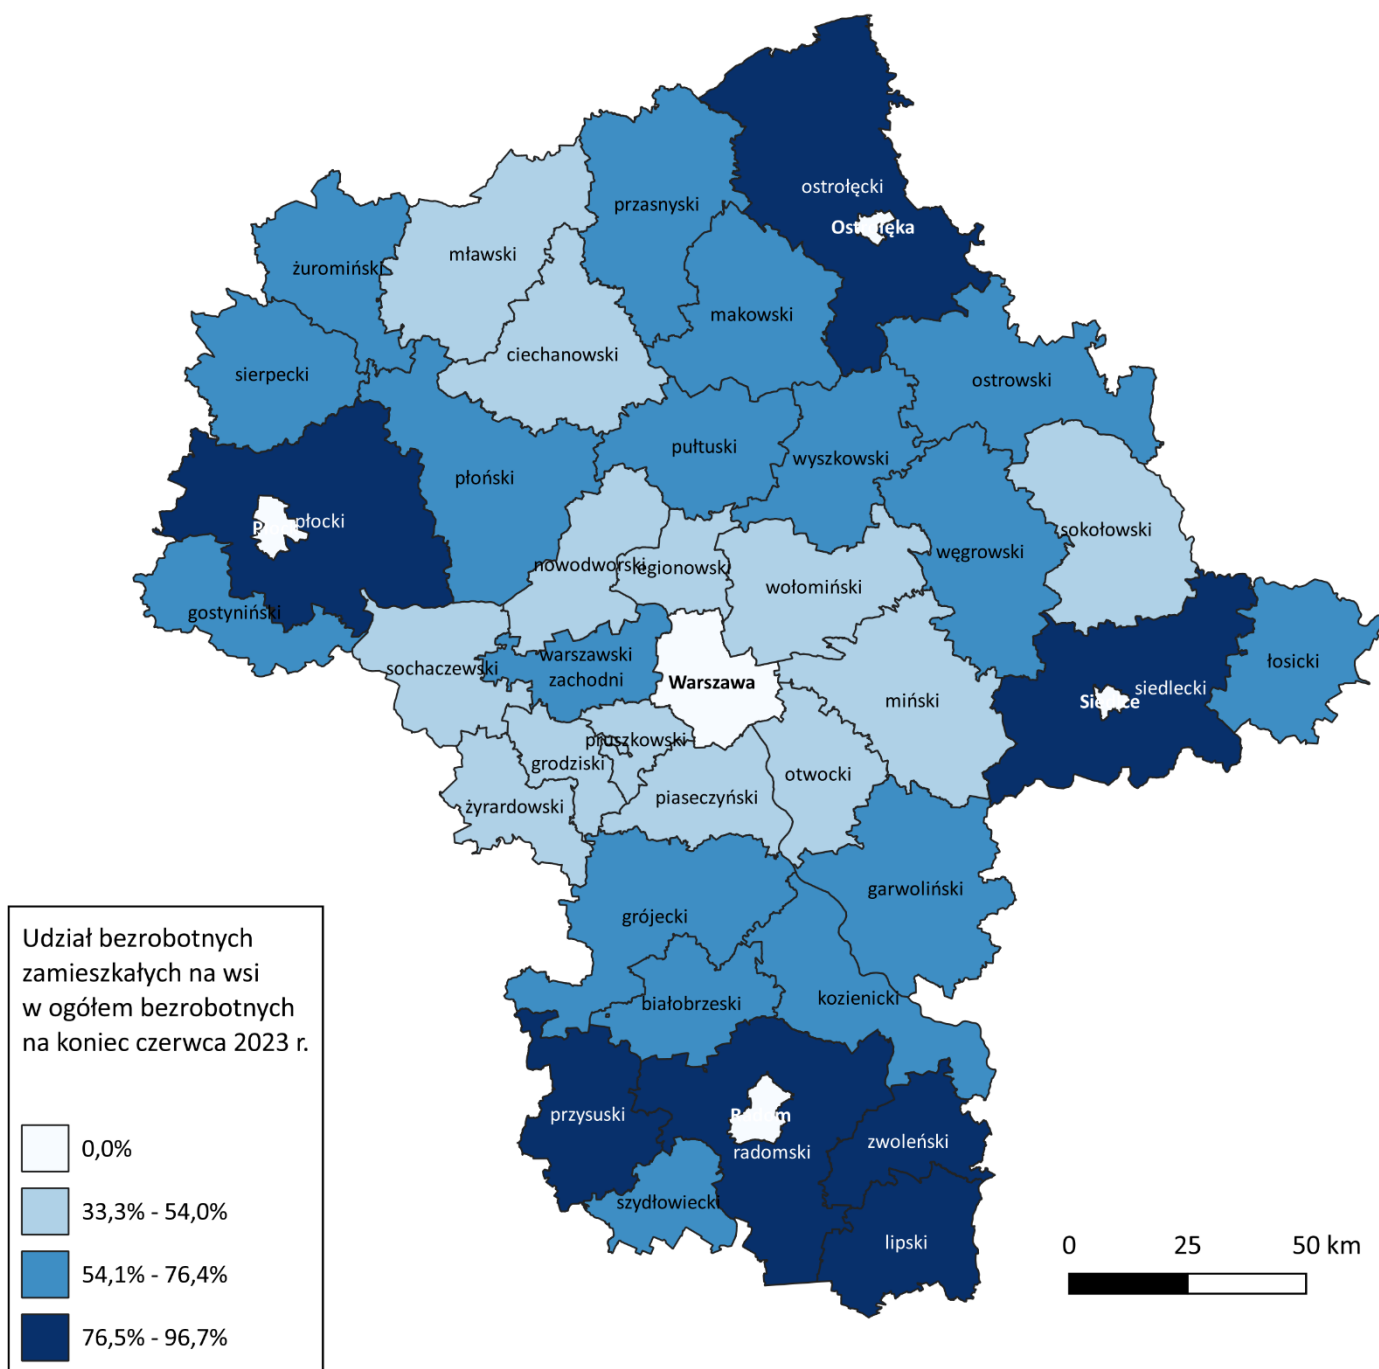 ostrołęcki
przasnyski
Ostrołęka
mławski
żuromiński
makowski
ciechanowski
sierpecki
ostrowski
pułtuski
wyszkowski
płoński
płocki
sokołowski
węgrowski
nowodworski
legionowski
wołomiński
gostyniński
warszawski
zachodni
sochaczewski
łosicki
Warszawa
siedlecki
Siedlce
miński
pruszkowski
grodziski
otwocki
piaseczyński
żyrardowski
garwoliński
grójecki
białobrzeski
kozienicki
przysuski
Radom
radomski
zwoleński
szydłowiecki
lipski
Udział bezrobotnych
zamieszkałych na wsi
w ogółem bezrobotnych
na koniec czerwca 2023 r.
0,0%
33,3% - 54,0%
54,1% - 76,4%
76,5% - 96,7%
0 25 50 km